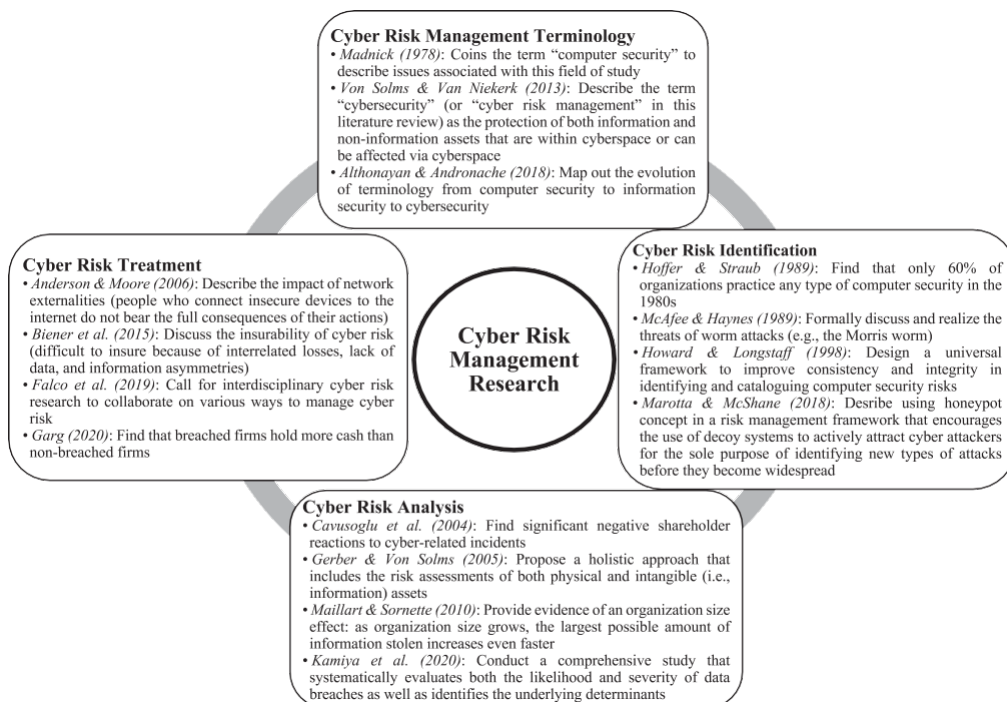 Cyber Risk Management Terminology
• Madnick (1978): Coins the term “computer security” to
describe issues associated with this field of study
• Von Solms & Van Niekerk (2013): Describe the term
“cybersecurity” (or “cyber risk management” in this
literature review) as the protection of both information and
non-information assets that are within cyberspace or can
be affected via cyberspace
• Althonayan & Andronache (2018): Map out the evolution
of terminology from computer security to information
security to cybersecurity
Cyber Risk Identification
• Hoffer & Straub (1989): Find that only 60% of
organizations practice any type of computer security in the
1980s
• McAfee & Haynes (1989): Formally discuss and realize the
threats of worm attacks (e.g., the Morris worm)
• Howard & Longstaff (1998): Design a universal
framework to improve consistency and integrity in
identifying and cataloguing computer security risks
• Marotta & McShane (2018): Desribe using honeypot
concept in a risk management framework that encourages
the use of decoy systems to actively attract cyber attackers
for the sole purpose of identifying new types of attacks
before they become widespread
Cyber Risk Treatment
• Anderson & Moore (2006): Describe the impact of network
externalities (people who connect insecure devices to the
internet do not bear the full consequences of their actions)
• Biener et al. (2015): Discuss the insurability of cyber risk
(difficult to insure because of interrelated losses, lack of
data, and information asymmetries)
• Falco et al. (2019): Call for interdisciplinary cyber risk
research to collaborate on various ways to manage cyber
risk
• Garg (2020): Find that breached firms hold more cash than
non-breached firms
Cyber Risk
Management
Research
Cyber Risk Analysis
• Cavusoglu et al. (2004): Find significant negative shareholder
reactions to cyber-related incidents
• Gerber & Von Solms (2005): Propose a holistic approach that
includes the risk assessments of both physical and intangible (i.e.,
information) assets
• Maillart & Sornette (2010): Provide evidence of an organization size
effect: as organization size grows, the largest possible amount of
information stolen increases even faster
• Kamiya et al. (2020): Conduct a comprehensive study that
systematically evaluates both the likelihood and severity of data
breaches as well as identifies the underlying determinants